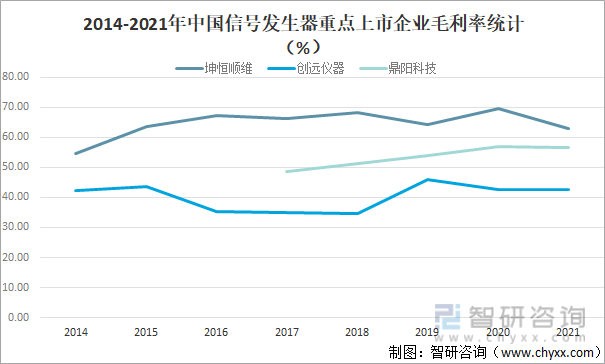 2014-2021年中国信号发生器重点上市企业毛利率统计
（%）
坤恒顺维 创远仪器 鼎阳科技
80.00
70.00
60.00
50.00
40.00
30.00
20.00
10.00
0.00
2014 2015 2016 2017 2018 2019 2020 2021
智研咨询
www.chyxx.com
制图：智研咨询（www.chyxx.com）